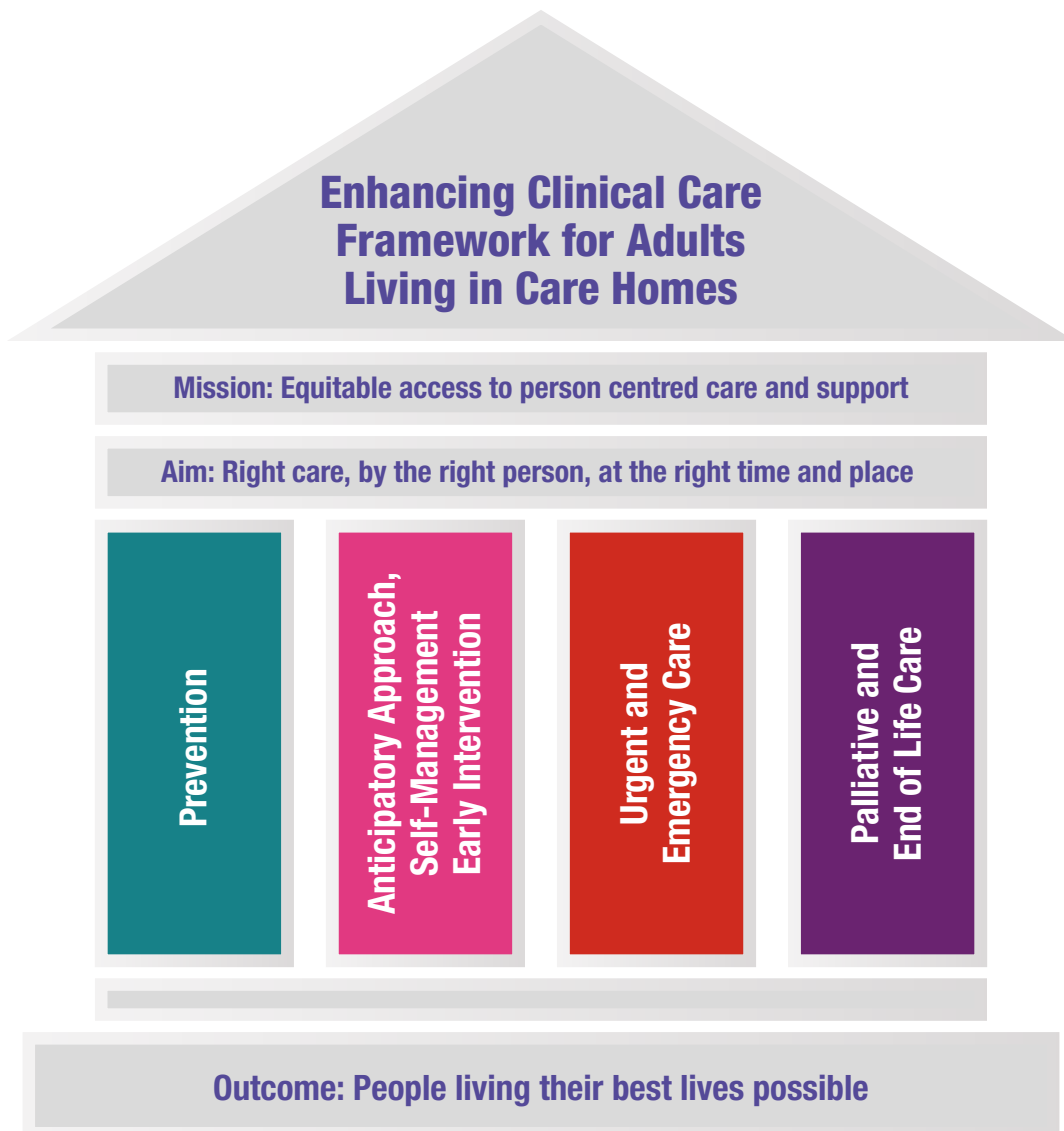 Enhancing Clinical Care
Framework for Adults
Living in Care Homes
Mission: Equitable access to person centred care and support
Aim: Right care, by the right person, at the right time and place
Prevention
Anticipatory Approach,
Self-Management
Early Intervention
Urgent and
Emergency Care
Palliative and
End of Life Care
Outcome: People living their best lives possible